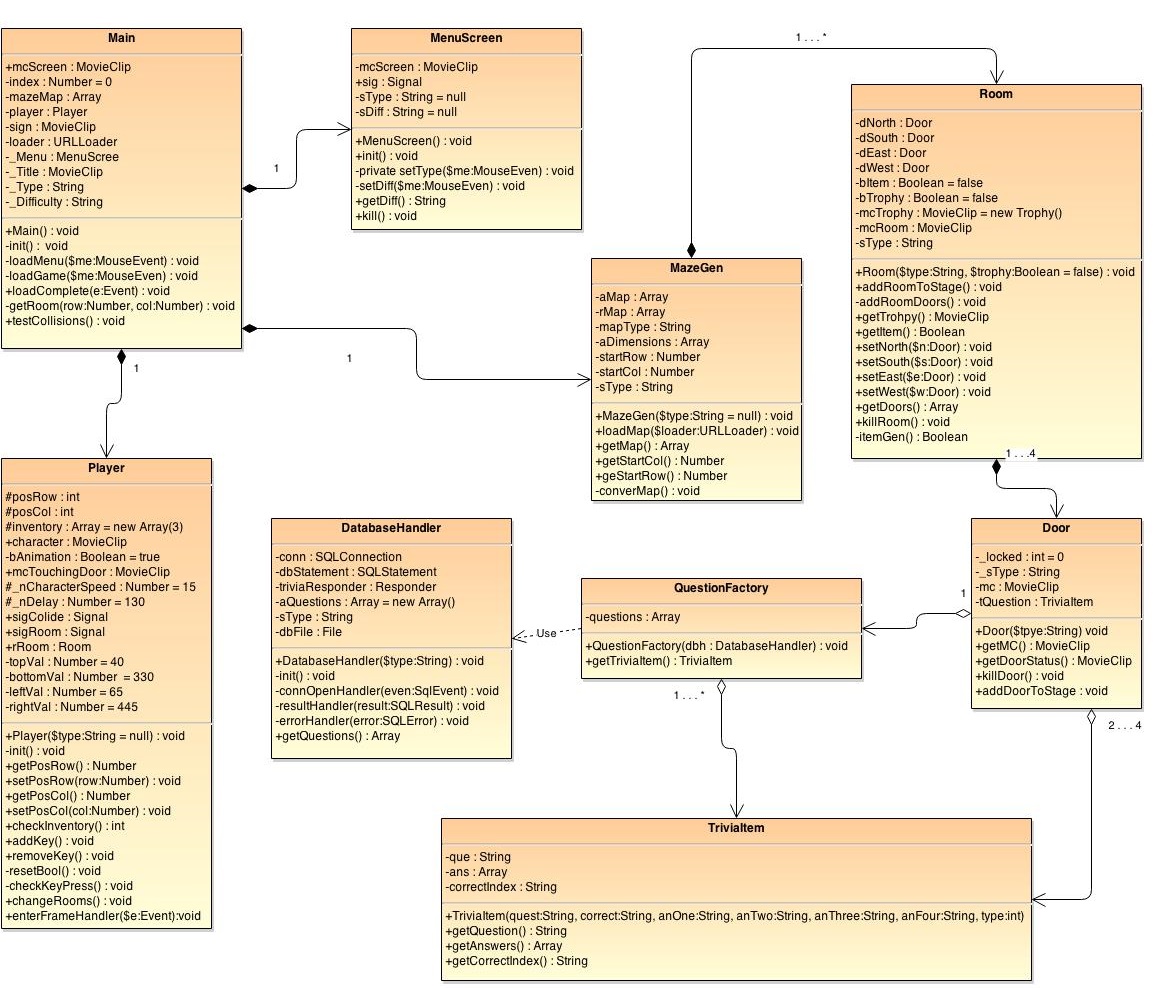 Main
+mcScreen : MovieClip
-index : Number = 0
-mazeMap : Array
-player : Player
-sign : MovieClip
-loader : URLLoader
-_Menu : MenuScree
-_Title : MovieClip
-_Type : String
-_Difficulty : String
+Main() : void
-init() : void
-loadMenu($me:MouseEven) : void
-loadGame($me:MouseEven) : void
+loadComplete(e:Event) : void
-getRoom(row:Number, col:Number) : void
+testCollisions() : void
1
1
1
MenuScreen
-mcScreen : MovieClip
+sig : Signal
-sType : String = null
-sDiff : String = null
+MenuScreen() : void
+init() : void
-private setType($me:MouseEven) : void
-setDiff($me:MouseEven) : void
+getDiff() : String
+kill() : void
1 . . . *
Room
-dNorth : Door
-dSouth : Door
-dEast : Door
-dWest : Door
-bItem : Boolean = false
-bTrophy : Boolean = false
-mcTrophy : MovieClip = new Trophy()
-mcRoom : MovieClip
-sType : String
+Room($type:String, $trophy:Boolean = false) : void
+addRoomToStage() : void
-addRoomDoors() : void
+getTrohpy() : MovieClip
+getItem() : Boolean
+setNorth($n:Door) : void
+setSouth($s:Door) : void
+setEast($e:Door) : void
+setWest($w:Door) : void
+getDoors() : Array
+killRoom() : void
-itemGen() : Boolean
1 . . . 4
MazeGen
-aMap : Array
-rMap : Array
-mapType : String
-aDimensions : Array
-startRow : Number
-startCol : Number
-sType : String
+MazeGen($type:String = null) : void
+loadMap($loader:URLLoader) : void
+getMap() : Array
+getStartCol() : Number
+geStartRow() : Number
-converMap() : void
Player
#posRow : int
#posCol : int
#inventory : Array = new Array(3)
+character : MovieClip
-bAnimation : Boolean = true
+mcTouchingDoor : MovieClip
#_nCharacterSpeed : Number = 15
#_nDelay : Number = 130
+sigColide : Signal
+sigRoom : Signal
+rRoom : Room
-topVal : Number = 40
-bottomVal : Number = 330
-leftVal : Number = 65
-rightVal : Number = 445
+Player($type:String = null) : void
-init() : void
+getPosRow() : Number
+setPosRow(row:Number) : void
+getPosCol() : Number
+setPosCol(col:Number) : void
+checkInventory() : int
+addKey() : void
+removeKey() : void
-resetBool() : void
-checkKeyPress() : void
+changeRooms() : void
+enterFrameHandler($e:Event):void
DatabaseHandler
-conn : SQLConnection
-dbStatement : SQLStatement
-triviaResponder : Responder
-aQuestions : Array = new Array()
-sType : String
-dbFile : File
+DatabaseHandler($type:String) : void
-init() : void
-connOpenHandler(even:SqlEvent) : void
-resultHandler(result:SQLResult) : void
-errorHandler(error:SQLError) : void
+getQuestions() : Array
Use
QuestionFactory
-questions : Array
+QuestionFactory(dbh : DatabaseHandler) : void
+getTriviaItem() : TriviaItem
1 . . . *
1
Door
-_locked : int = 0
-_sType : String
-mc : MovieClip
-tQuestion : TriviaItem
+Door($tpye:String) void
+getMC() : MovieClip
+getDoorStatus() : MovieClip
+killDoor() : void
+addDoorToStage : void
2 . . . 4
TriviaItem
-que : String
-ans : Array
-correctIndex : String
+TriviaItem(quest:String, correct:String, anOne:String, anTwo:String, anThree:String, anFour:String, type:int)
+getQuestion() : String
+getAnswers() : Array
+getCorrectIndex() : String